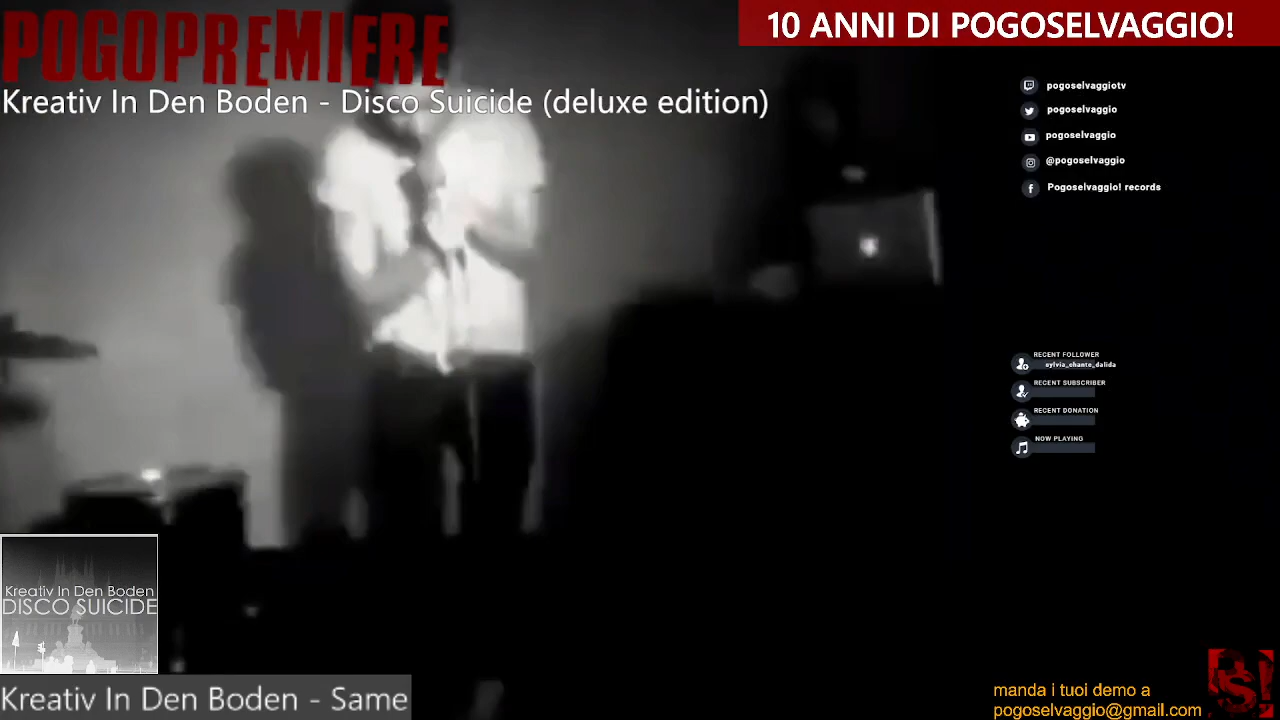 POGOPREMIERE
Kreativ In Den Boden - Disco Suicide (deluxe edition)
10 ANNI DI POGOSELVAGGIO!
pogoselvaggiotv
pogoselvaggio
pogoselvaggio
@pogoselvaggio
Pogoselvaggio! records
RECENT FOLLOWER
sylvia_chante_dalida
RECENT SUBSCRIBER
RECENT DONATION
NOW PLAYING
Kreativ In Den Boden
DISCO SUICIDE
Kreativ In Den Boden - Same
manda i tuoi demo a
pogoselvaggio@gmail.com
PS!